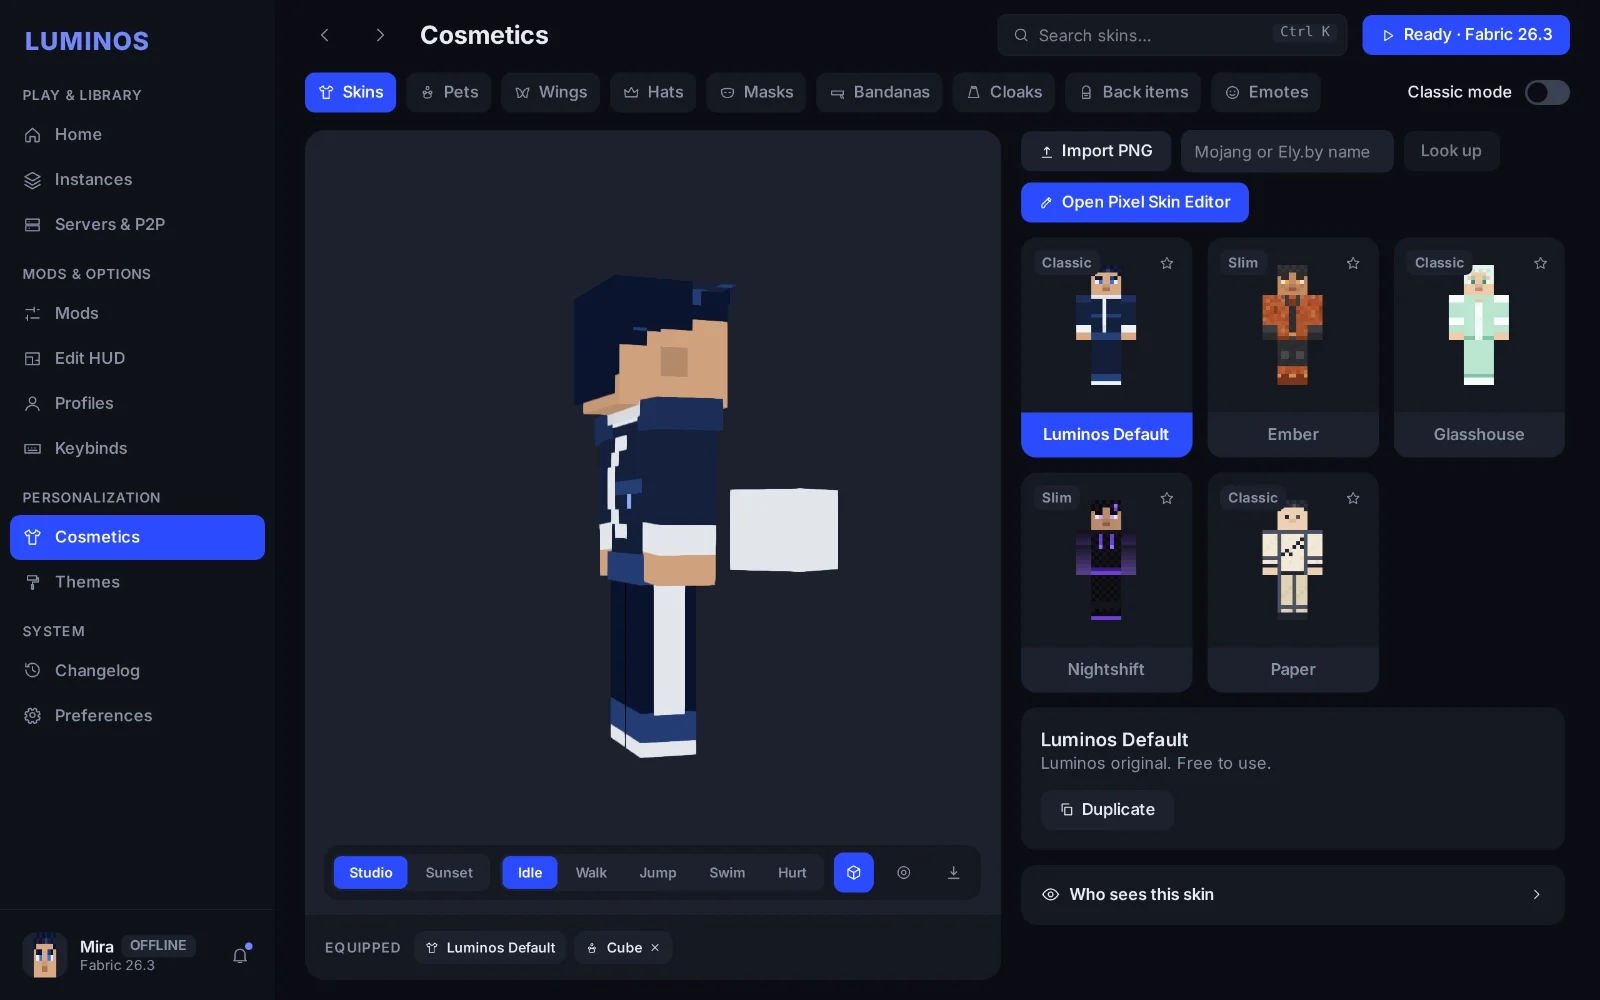 LUMINOS
PLAY & LIBRARY
Home
Instances
Servers & P2P
MODS & OPTIONS
Mods
Edit HUD
Profiles
Keybinds
PERSONALIZATION
Cosmetics
Themes
SYSTEM
Changelog
Preferences
Mira OFFLINE
Fabric 26.3
Cosmetics
Search skins... Ctrl K
Ready · Fabric 26.3
Skins Pets Wings Hats Masks Bandanas Cloaks Back items Emotes
Classic mode
Studio Sunset Idle Walk Jump Swim Hurt
EQUIPPED Luminos Default Cube ×
Import PNG Mojang or Ely.by name Look up
Open Pixel Skin Editor
Classic Slim Classic
Luminos Default Ember Glasshouse
Slim Classic
Nightshift Paper
Luminos Default
Luminos original. Free to use.
Duplicate
Who sees this skin